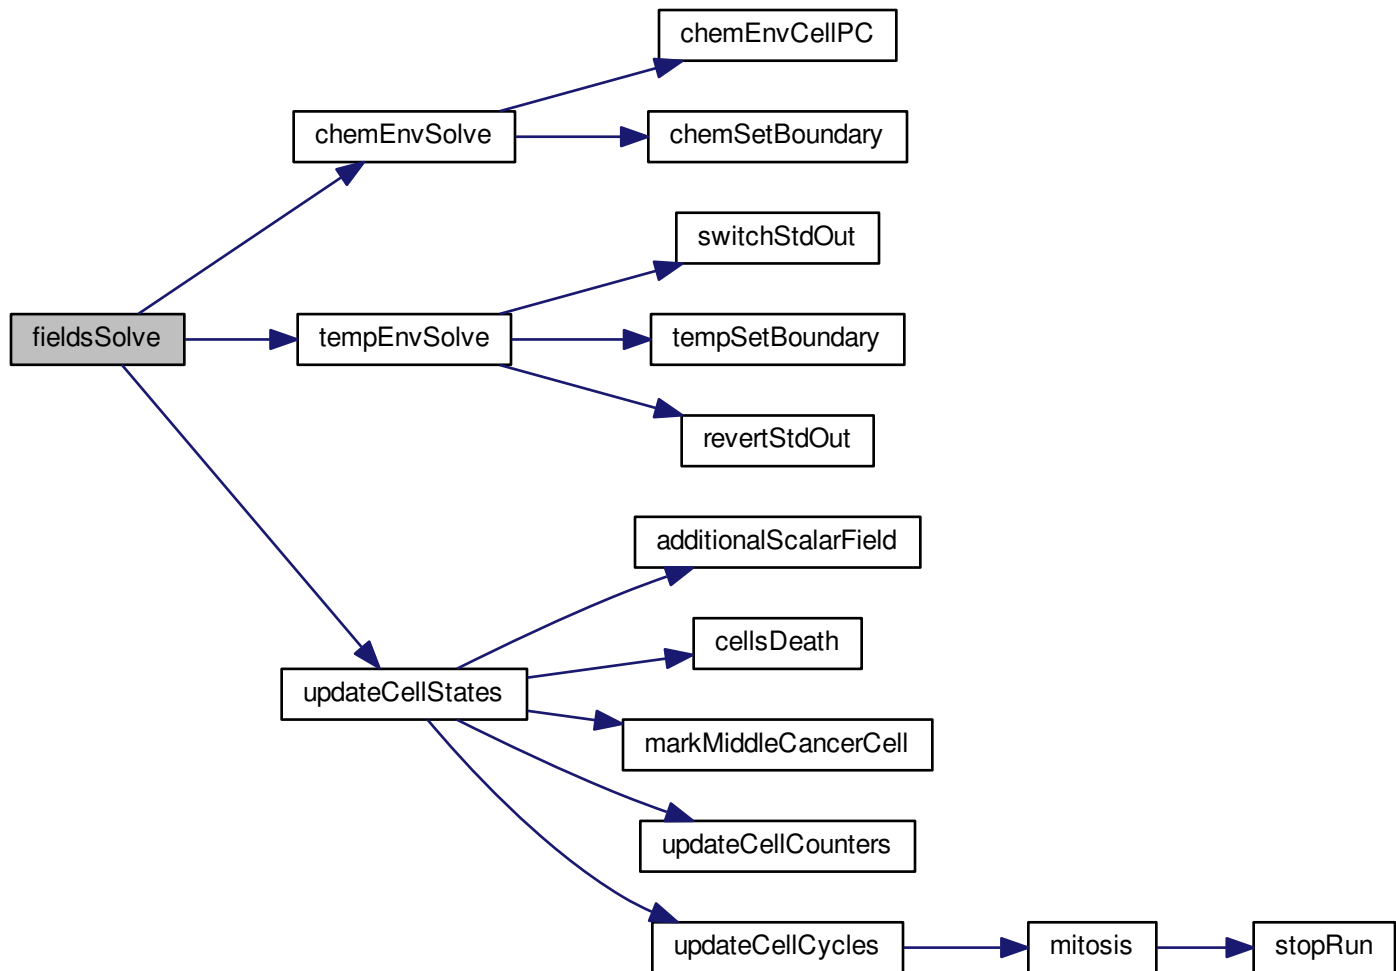 chemEnvCellPC
chemEnvSolve
chemSetBoundary
switchStdOut
fieldsSolve
tempEnvSolve
tempSetBoundary
revertStdOut
additionalScalarField
cellsDeath
updateCellStates
markMiddleCancerCell
updateCellCounters
updateCellCycles
mitosis
stopRun